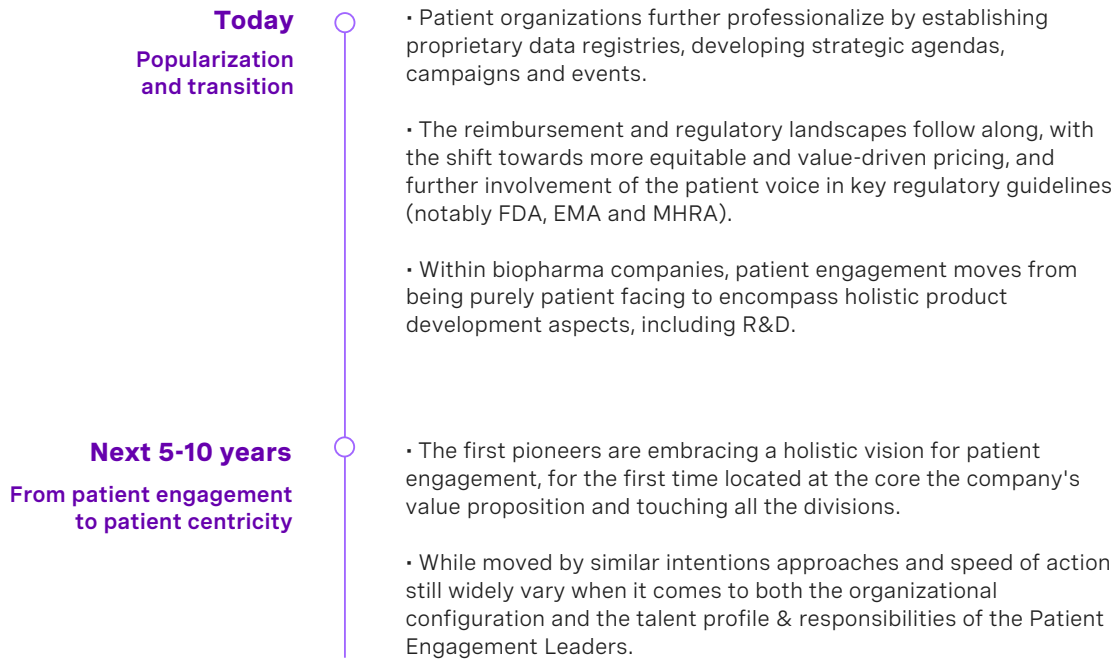 Today
Popularization
and transition
• Patient organizations further professionalize by establishing
proprietary data registries, developing strategic agendas,
campaigns and events.
• The reimbursement and regulatory landscapes follow along, with
the shift towards more equitable and value-driven pricing, and
further involvement of the patient voice in key regulatory guidelines
(notably FDA, EMA and MHRA).
• Within biopharma companies, patient engagement moves from
being purely patient facing to encompass holistic product
development aspects, including R&D.
Next 5-10 years
From patient engagement
to patient centricity
• The first pioneers are embracing a holistic vision for patient
engagement, for the first time located at the core the company's
value proposition and touching all the divisions.
• While moved by similar intentions approaches and speed of action
still widely vary when it comes to both the organizational
configuration and the talent profile & responsibilities of the Patient
Engagement Leaders.